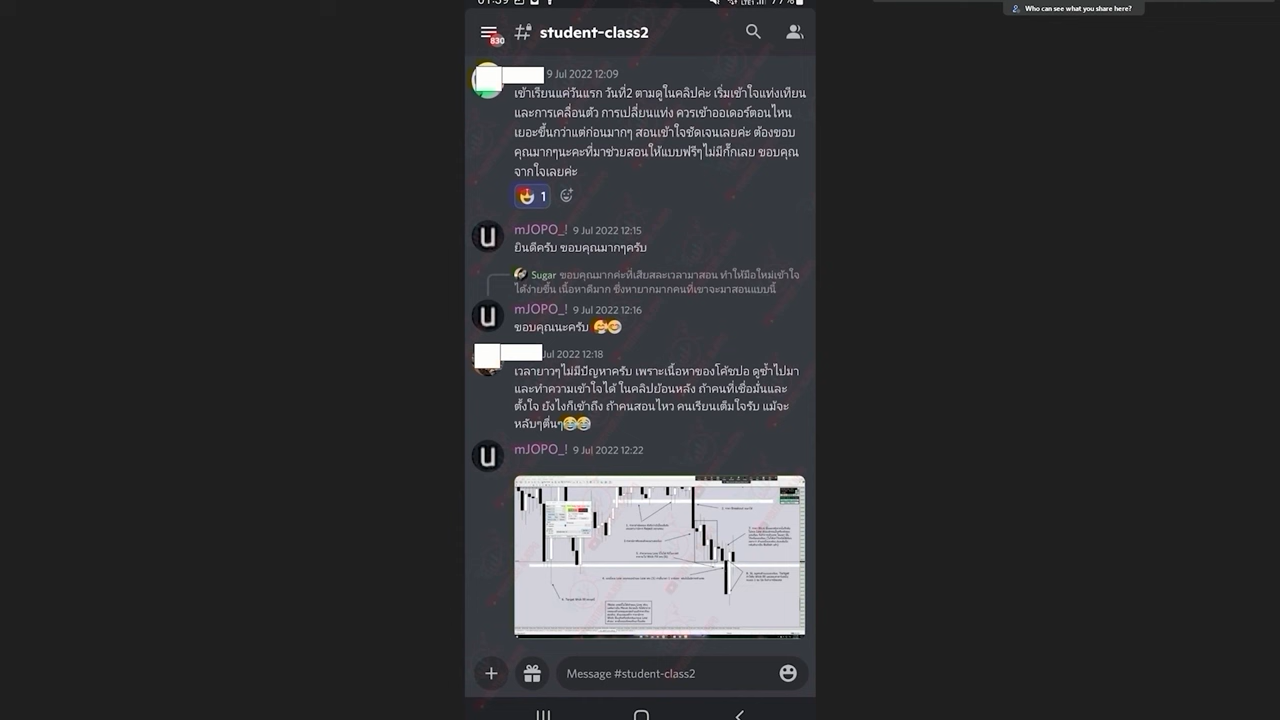 Who can see what you share here?
77%
830
# student-class2
9 Jul 2022 12:09
เข้าเรียนแค่วันแรก วันที่2 ตามดูในคลิปค่ะ เริ่มเข้าใจแท่งเทียน
และการเคลื่อนตัว การเปลี่ยนแท่ง ควรเข้าออเดอร์ตอนไหน
เยอะขึ้นกว่าแต่ก่อนมากๆ สอนเข้าใจชัดเจนเลยค่ะ ต้องขอบ
คุณมากๆนะคะที่มาช่วยสอนให้แบบฟรีๆไม่มีกั๊กเลย ขอบคุณ
จากใจเลยค่ะ
1
mJOPO_! 9 Jul 2022 12:15
ยินดีครับ ขอบคุณมากๆครับ
Sugar ขอบคุณมากค่ะที่เสียสละเวลามาสอน ทำให้มือใหม่เข้าใจ
ได้ง่ายขึ้น เนื้อหาดีมาก ซึ่งหายากมากคนที่เขาจะมาสอนแบบนี้
mJOPO_! 9 Jul 2022 12:16
ขอบคุณนะครับ 🥰😊
Jul 2022 12:18
เวลายาวๆไม่มีปัญหาครับ เพราะเนื้อหาของโค้ชปอ ดูซ้ำไปมา
และทำความเข้าใจได้ ในคลิปย้อนหลัง ถ้าคนที่เชื่อมั่นและ
ตั้งใจ ยังไงก็เข้าถึง ถ้าคนสอนไหว คนเรียนเต็มใจรับ แม้จะ
หลับๆตื่นๆ😂😂
mJOPO_! 9 Jul 2022 12:22
Message #student-class2